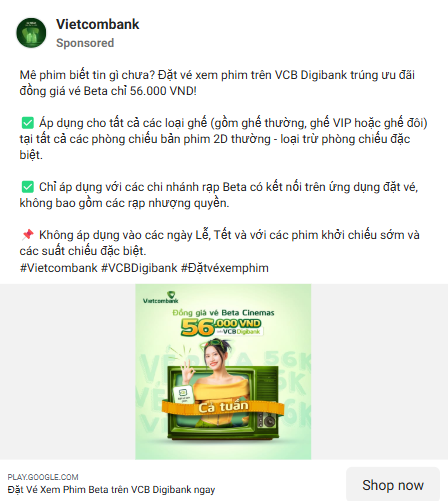 Vietcombank
Sponsored
Mê phim biết tin gì chưa? Đặt vé xem phim trên VCB Digibank trúng ưu đãi
đồng giá vé Beta chỉ 56.000 VND!
✅ Áp dụng cho tất cả các loại ghế (gồm ghế thường, ghế VIP hoặc ghế đôi)
tại tất cả các phòng chiếu bản phim 2D thường - loại trừ phòng chiếu đặc
biệt.
✅ Chỉ áp dụng với các chi nhánh rạp Beta có kết nối trên ứng dụng đặt vé,
không bao gồm các rạp nhượng quyền.
📌 Không áp dụng vào các ngày Lễ, Tết và với các phim khởi chiếu sớm và
các suất chiếu đặc biệt.
#Vietcombank #VCBDigibank #Đặtvéxemphim
Vietcombank
Đồng giá vé Beta Cinemas
56.000 VND
VCB Digibank
Cả tuần
PLAY.GOOGLE.COM
Đặt Vé Xem Phim Beta trên VCB Digibank ngay
Shop now